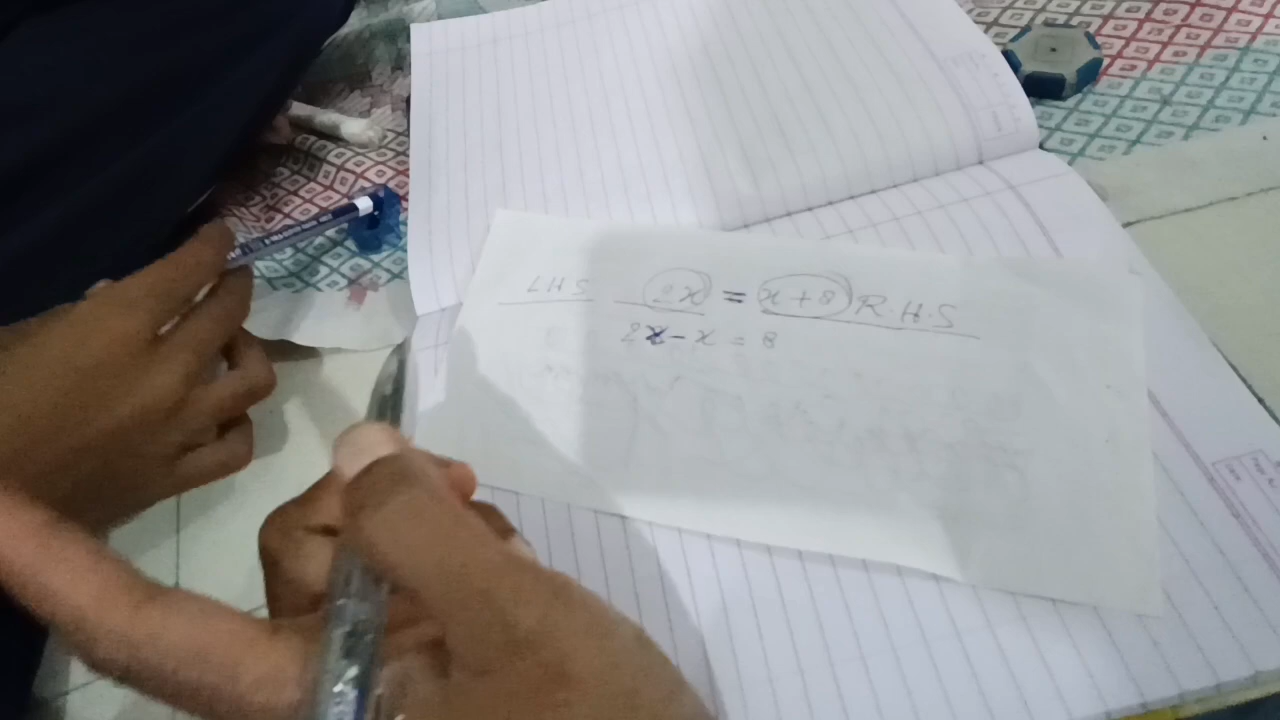 LHS 2x = x+8 R.H.S
2x - x = 8